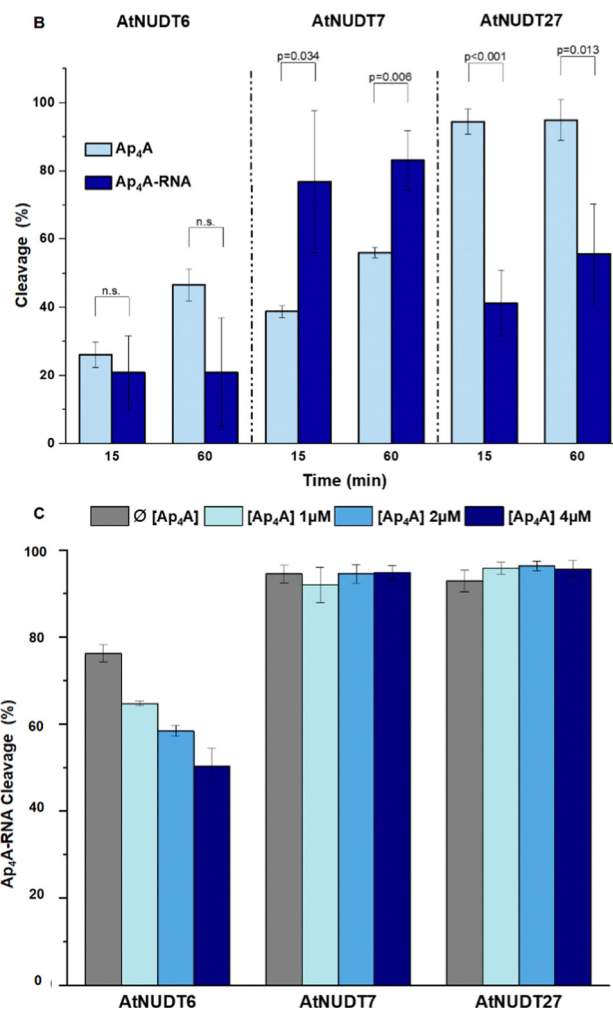 B AtNUDT6 AtNUDT7 AtNUDT27
p=0.034 p=0.006 p<0.001 p=0.013
100
Ap₄A
Ap₄A-RNA
80
n.s.
60
n.s.
40
20
0
Cleavage (%)
15 60 15 60 15 60
Time (min)
C Ø [Ap₄A] [Ap₄A] 1µM [Ap₄A] 2µM [Ap₄A] 4µM
100
80
60
40
20
0
Ap₄A-RNA Cleavage (%)
AtNUDT6 AtNUDT7 AtNUDT27